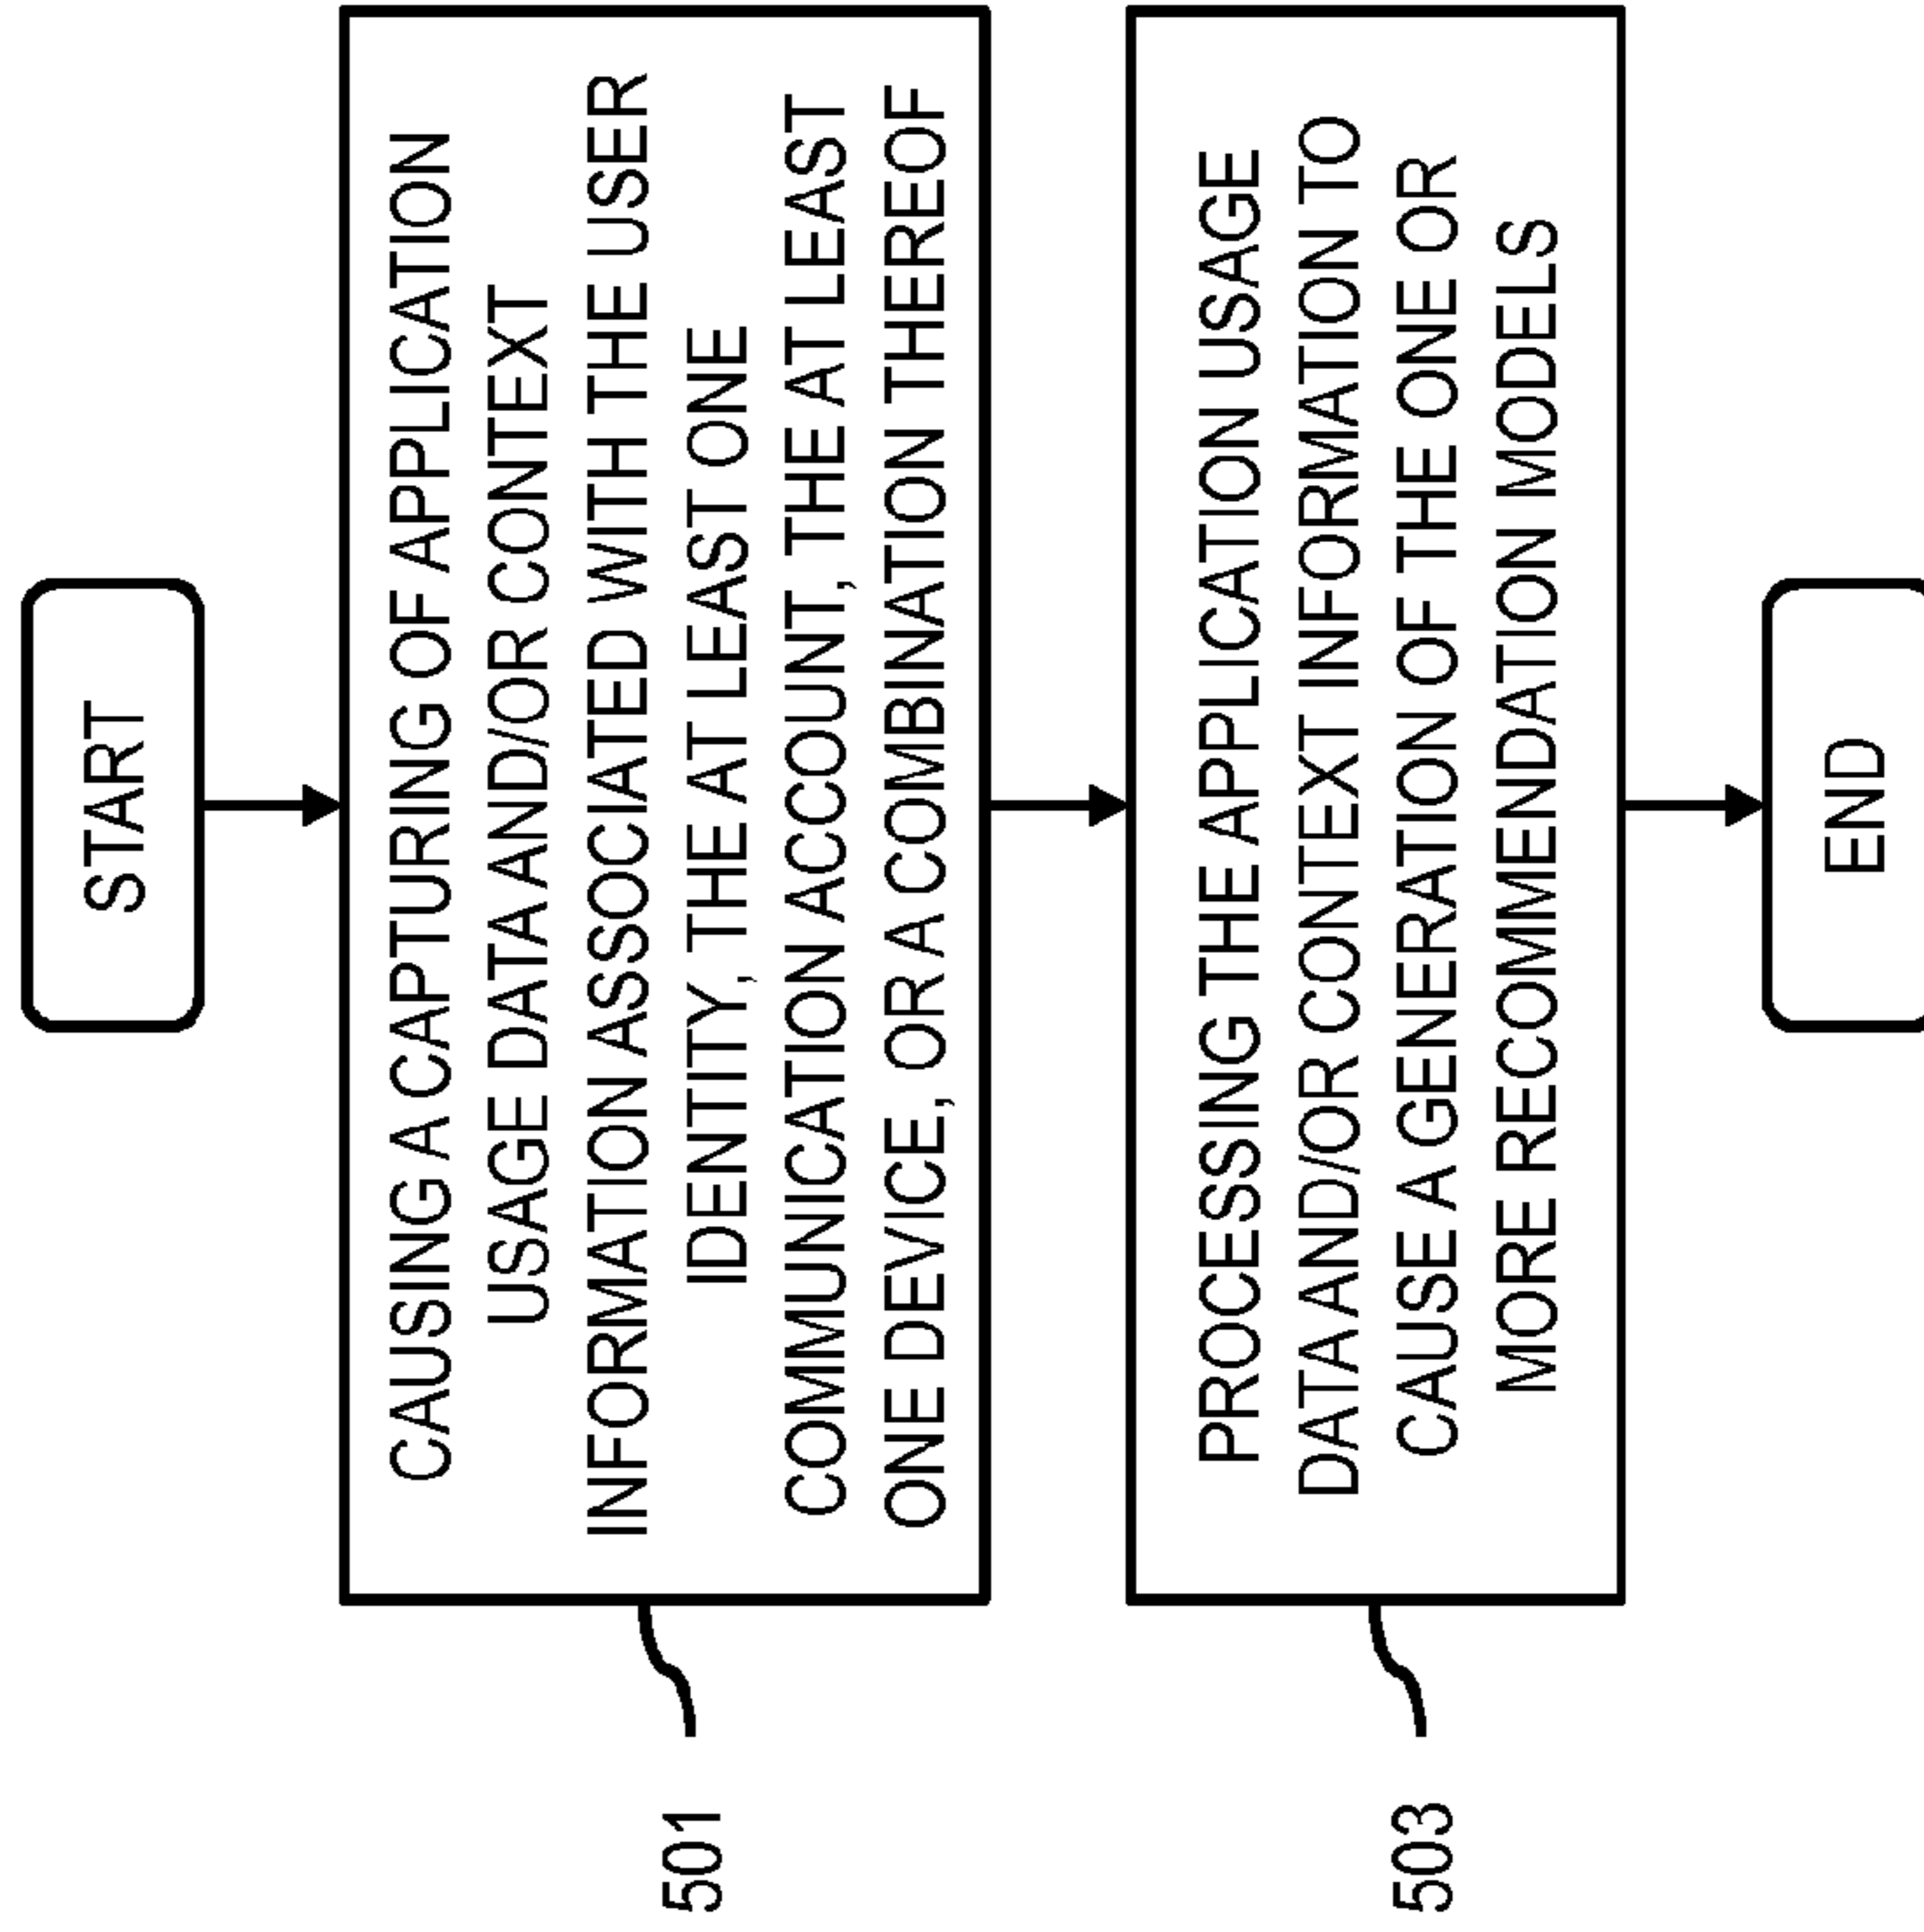 START
CAUSING A CAPTURING OF APPLICATION
USAGE DATA AND/OR CONTEXT
INFORMATION ASSOCIATED WITH THE USER
IDENTITY, THE AT LEAST ONE
COMMUNICATION ACCOUNT, THE AT LEAST
ONE DEVICE, OR A COMBINATION THEREOF
501
PROCESSING THE APPLICATION USAGE
DATA AND/OR CONTEXT INFORMATION TO
CAUSE A GENERATION OF THE ONE OR
MORE RECOMMENDATION MODELS
503
END